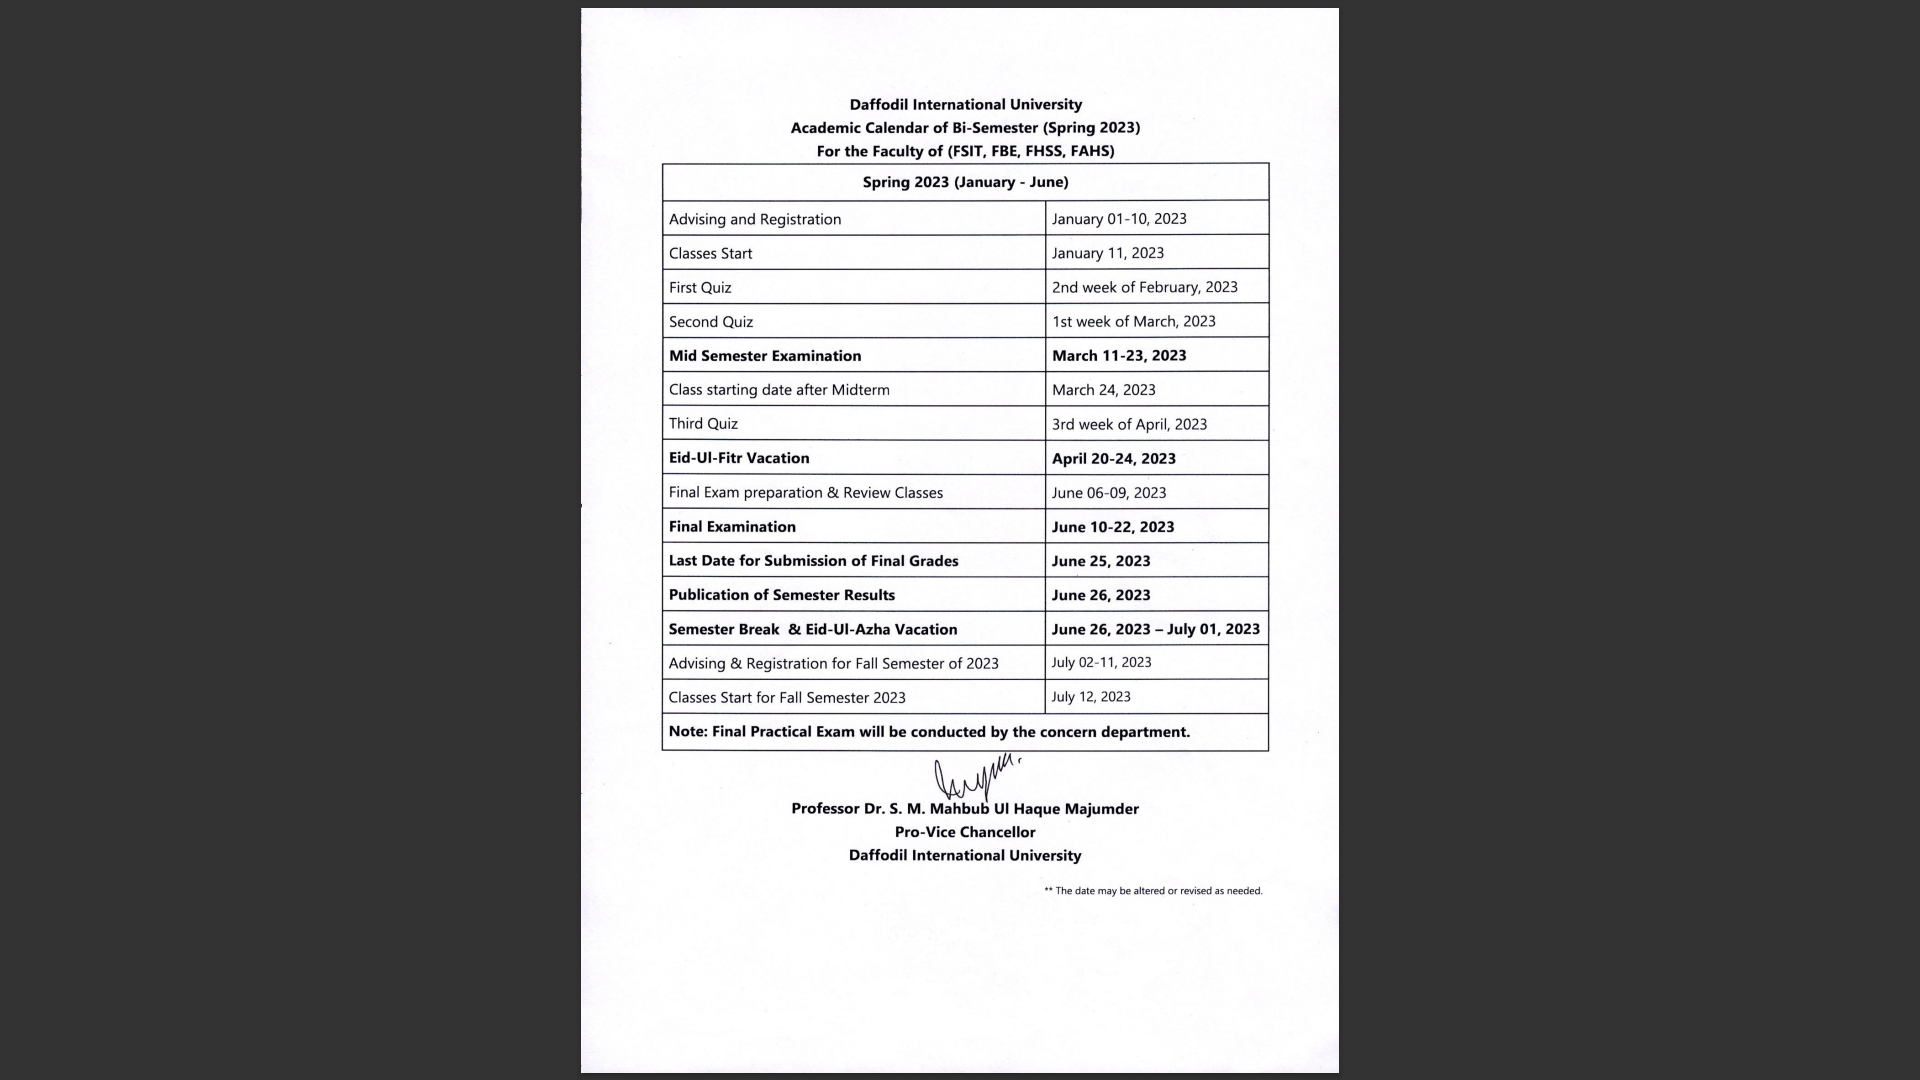 Daffodil International University
Academic Calendar of Bi-Semester (Spring 2023)
For the Faculty of (FSIT, FBE, FHSS, FAHS)
Spring 2023 (January - June)
Advising and Registration January 01-10, 2023
Classes Start January 11, 2023
First Quiz 2nd week of February, 2023
Second Quiz 1st week of March, 2023
Mid Semester Examination March 11-23, 2023
Class starting date after Midterm March 24, 2023
Third Quiz 3rd week of April, 2023
Eid-Ul-Fitr Vacation April 20-24, 2023
Final Exam preparation & Review Classes June 06-09, 2023
Final Examination June 10-22, 2023
Last Date for Submission of Final Grades June 25, 2023
Publication of Semester Results June 26, 2023
Semester Break & Eid-Ul-Azha Vacation June 26, 2023 – July 01, 2023
Advising & Registration for Fall Semester of 2023 July 02-11, 2023
Classes Start for Fall Semester 2023 July 12, 2023
Note: Final Practical Exam will be conducted by the concern department.
Professor Dr. S. M. Mahbub Ul Haque Majumder
Pro-Vice Chancellor
Daffodil International University
** The date may be altered or revised as needed.